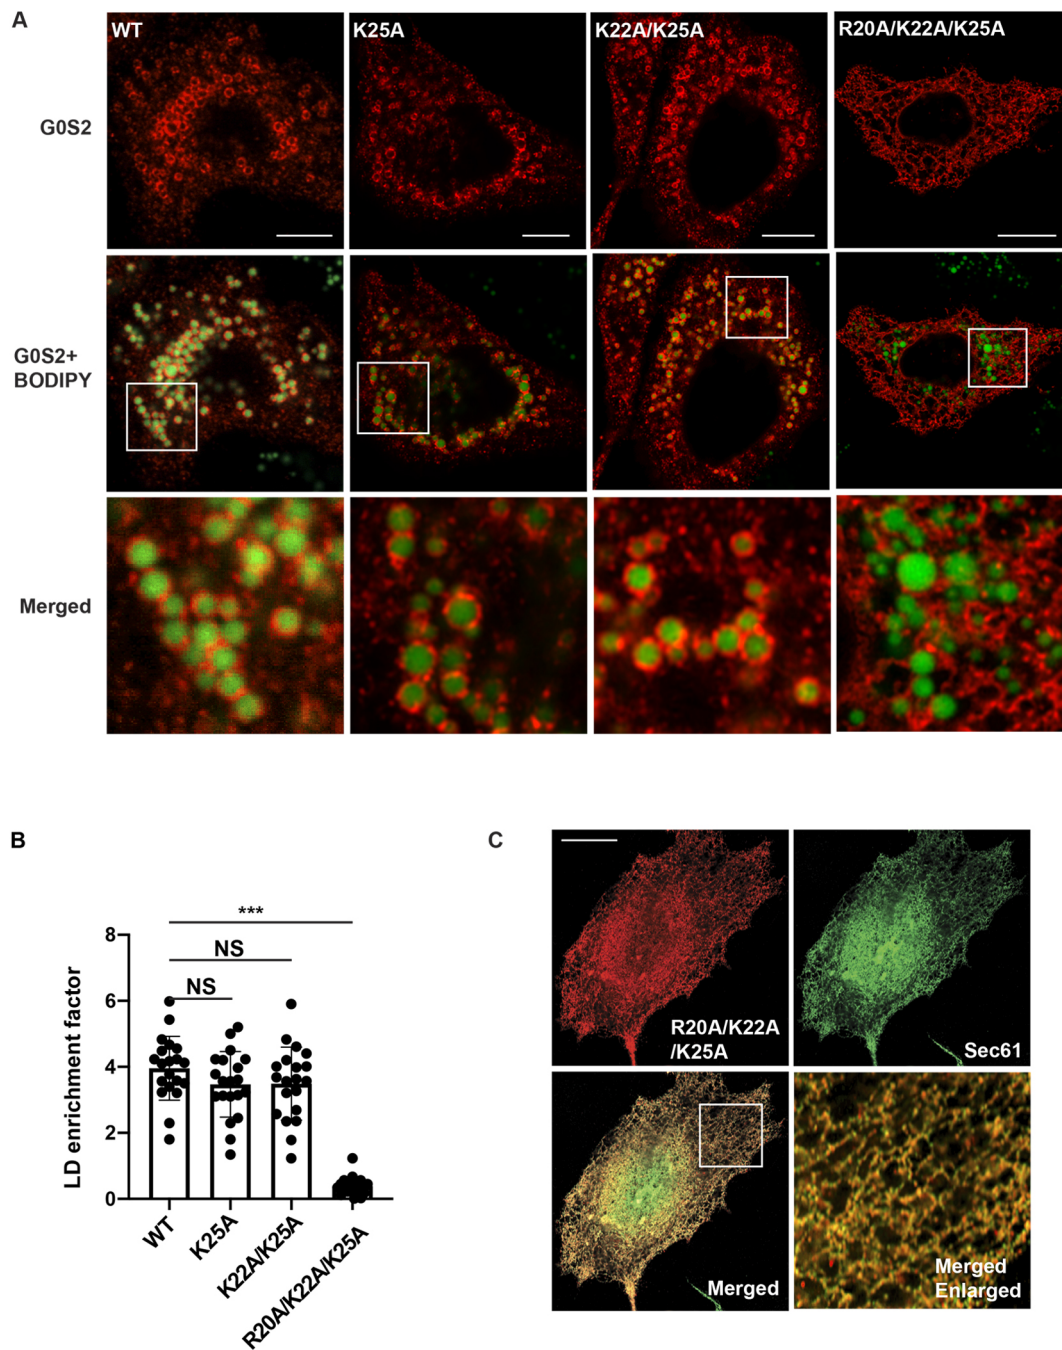 A
WT
K25A
K22A/K25A
R20A/K22A/K25A
G0S2
G0S2+
BODIPY
Merged
B
***
NS
NS
LD enrichment factor
8
6
4
2
0
WT
K25A
K22A/K25A
R20A/K22A/K25A
C
R20A/K22A
/K25A
Sec61
Merged
Merged
Enlarged